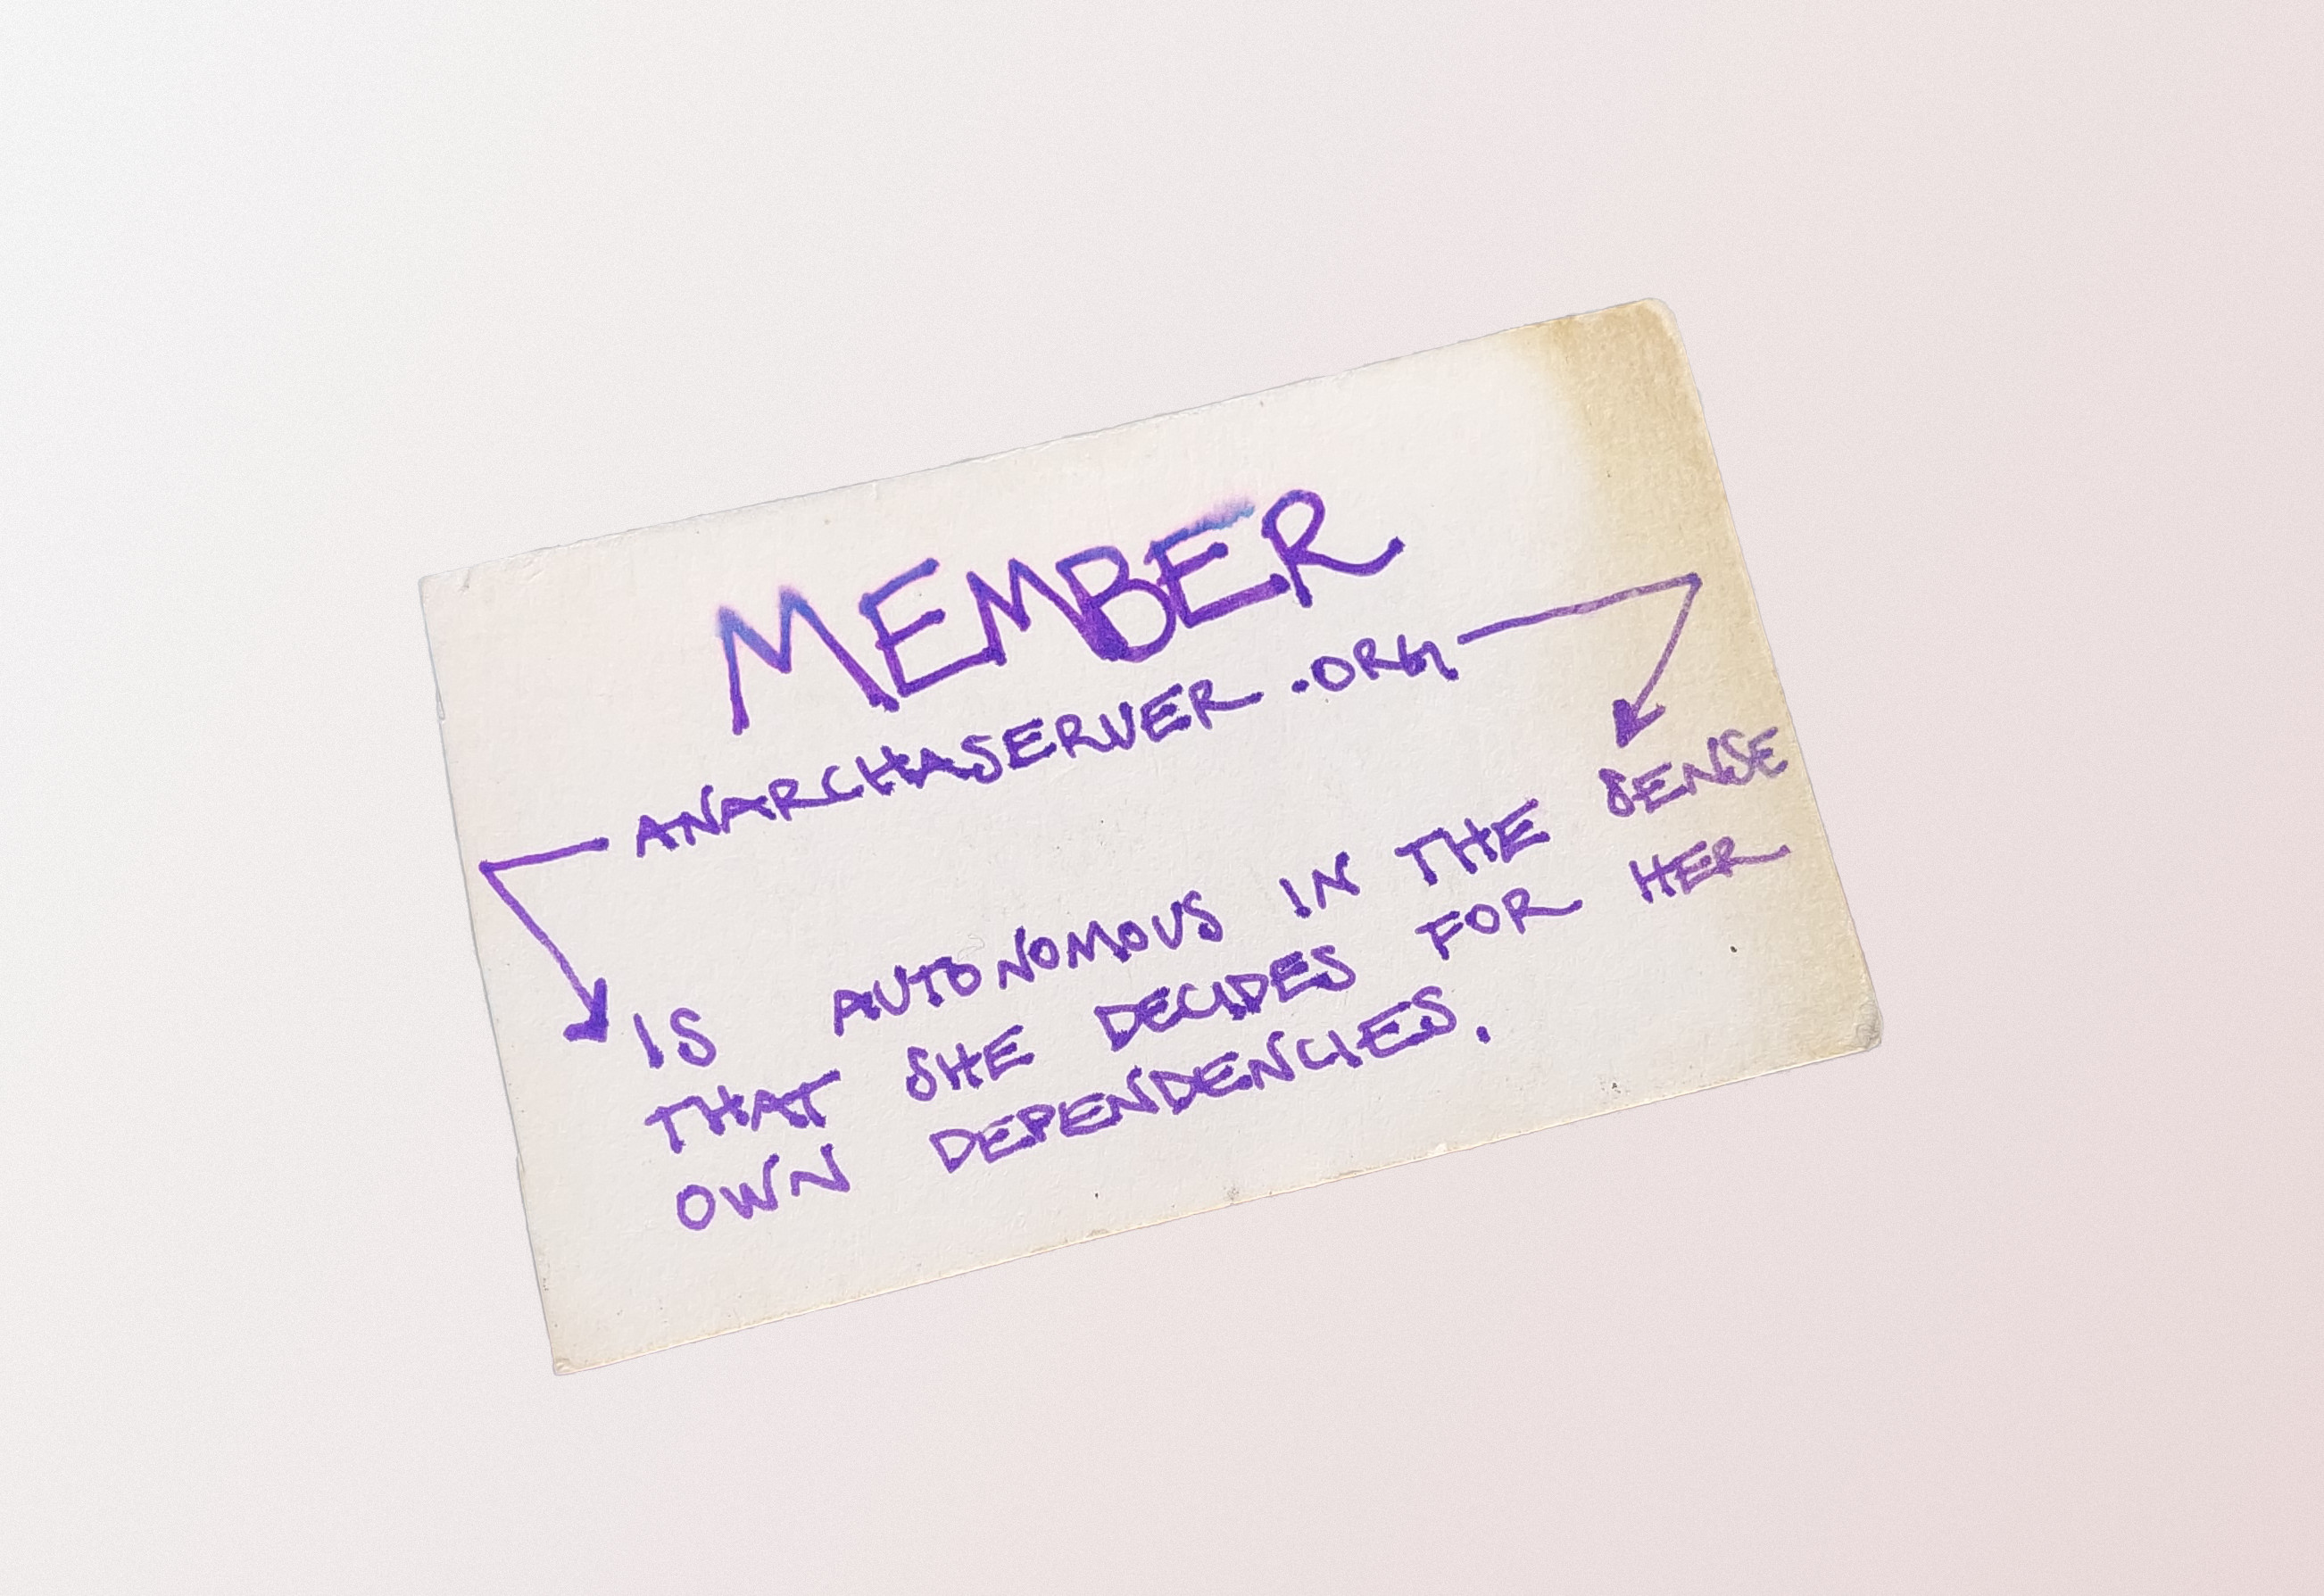 MEMBER
ANARCHASERVER.ORG
IS AUTONOMOUS IN THE SENSE
THAT SHE DECIDES FOR HER
OWN DEPENDENCIES.